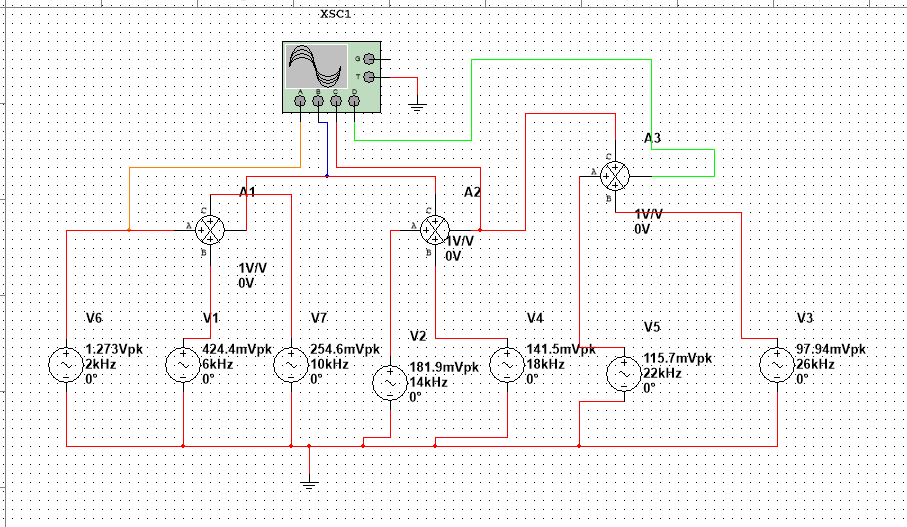 XSC1
G
T
A B C D
A3
C
A
B
1V/V
0V
A1
C
A
B
1V/V
0V
A2
C
A
B
1V/V
0V
V6
1.273Vpk
2kHz
0°
V1
424.4mVpk
6kHz
0°
V7
254.6mVpk
10kHz
0°
V2
181.9mVpk
14kHz
0°
V4
141.5mVpk
18kHz
0°
V5
115.7mVpk
22kHz
0°
V3
97.94mVpk
26kHz
0°